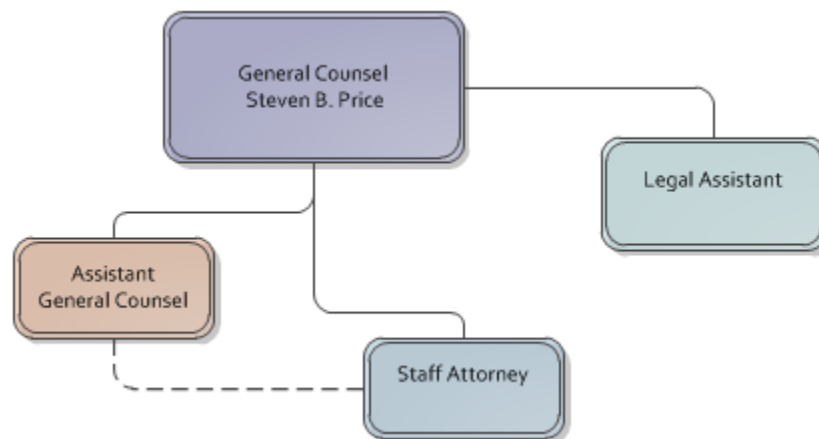 General Counsel
Steven B. Price
Legal Assistant
Assistant
General Counsel
Staff Attorney